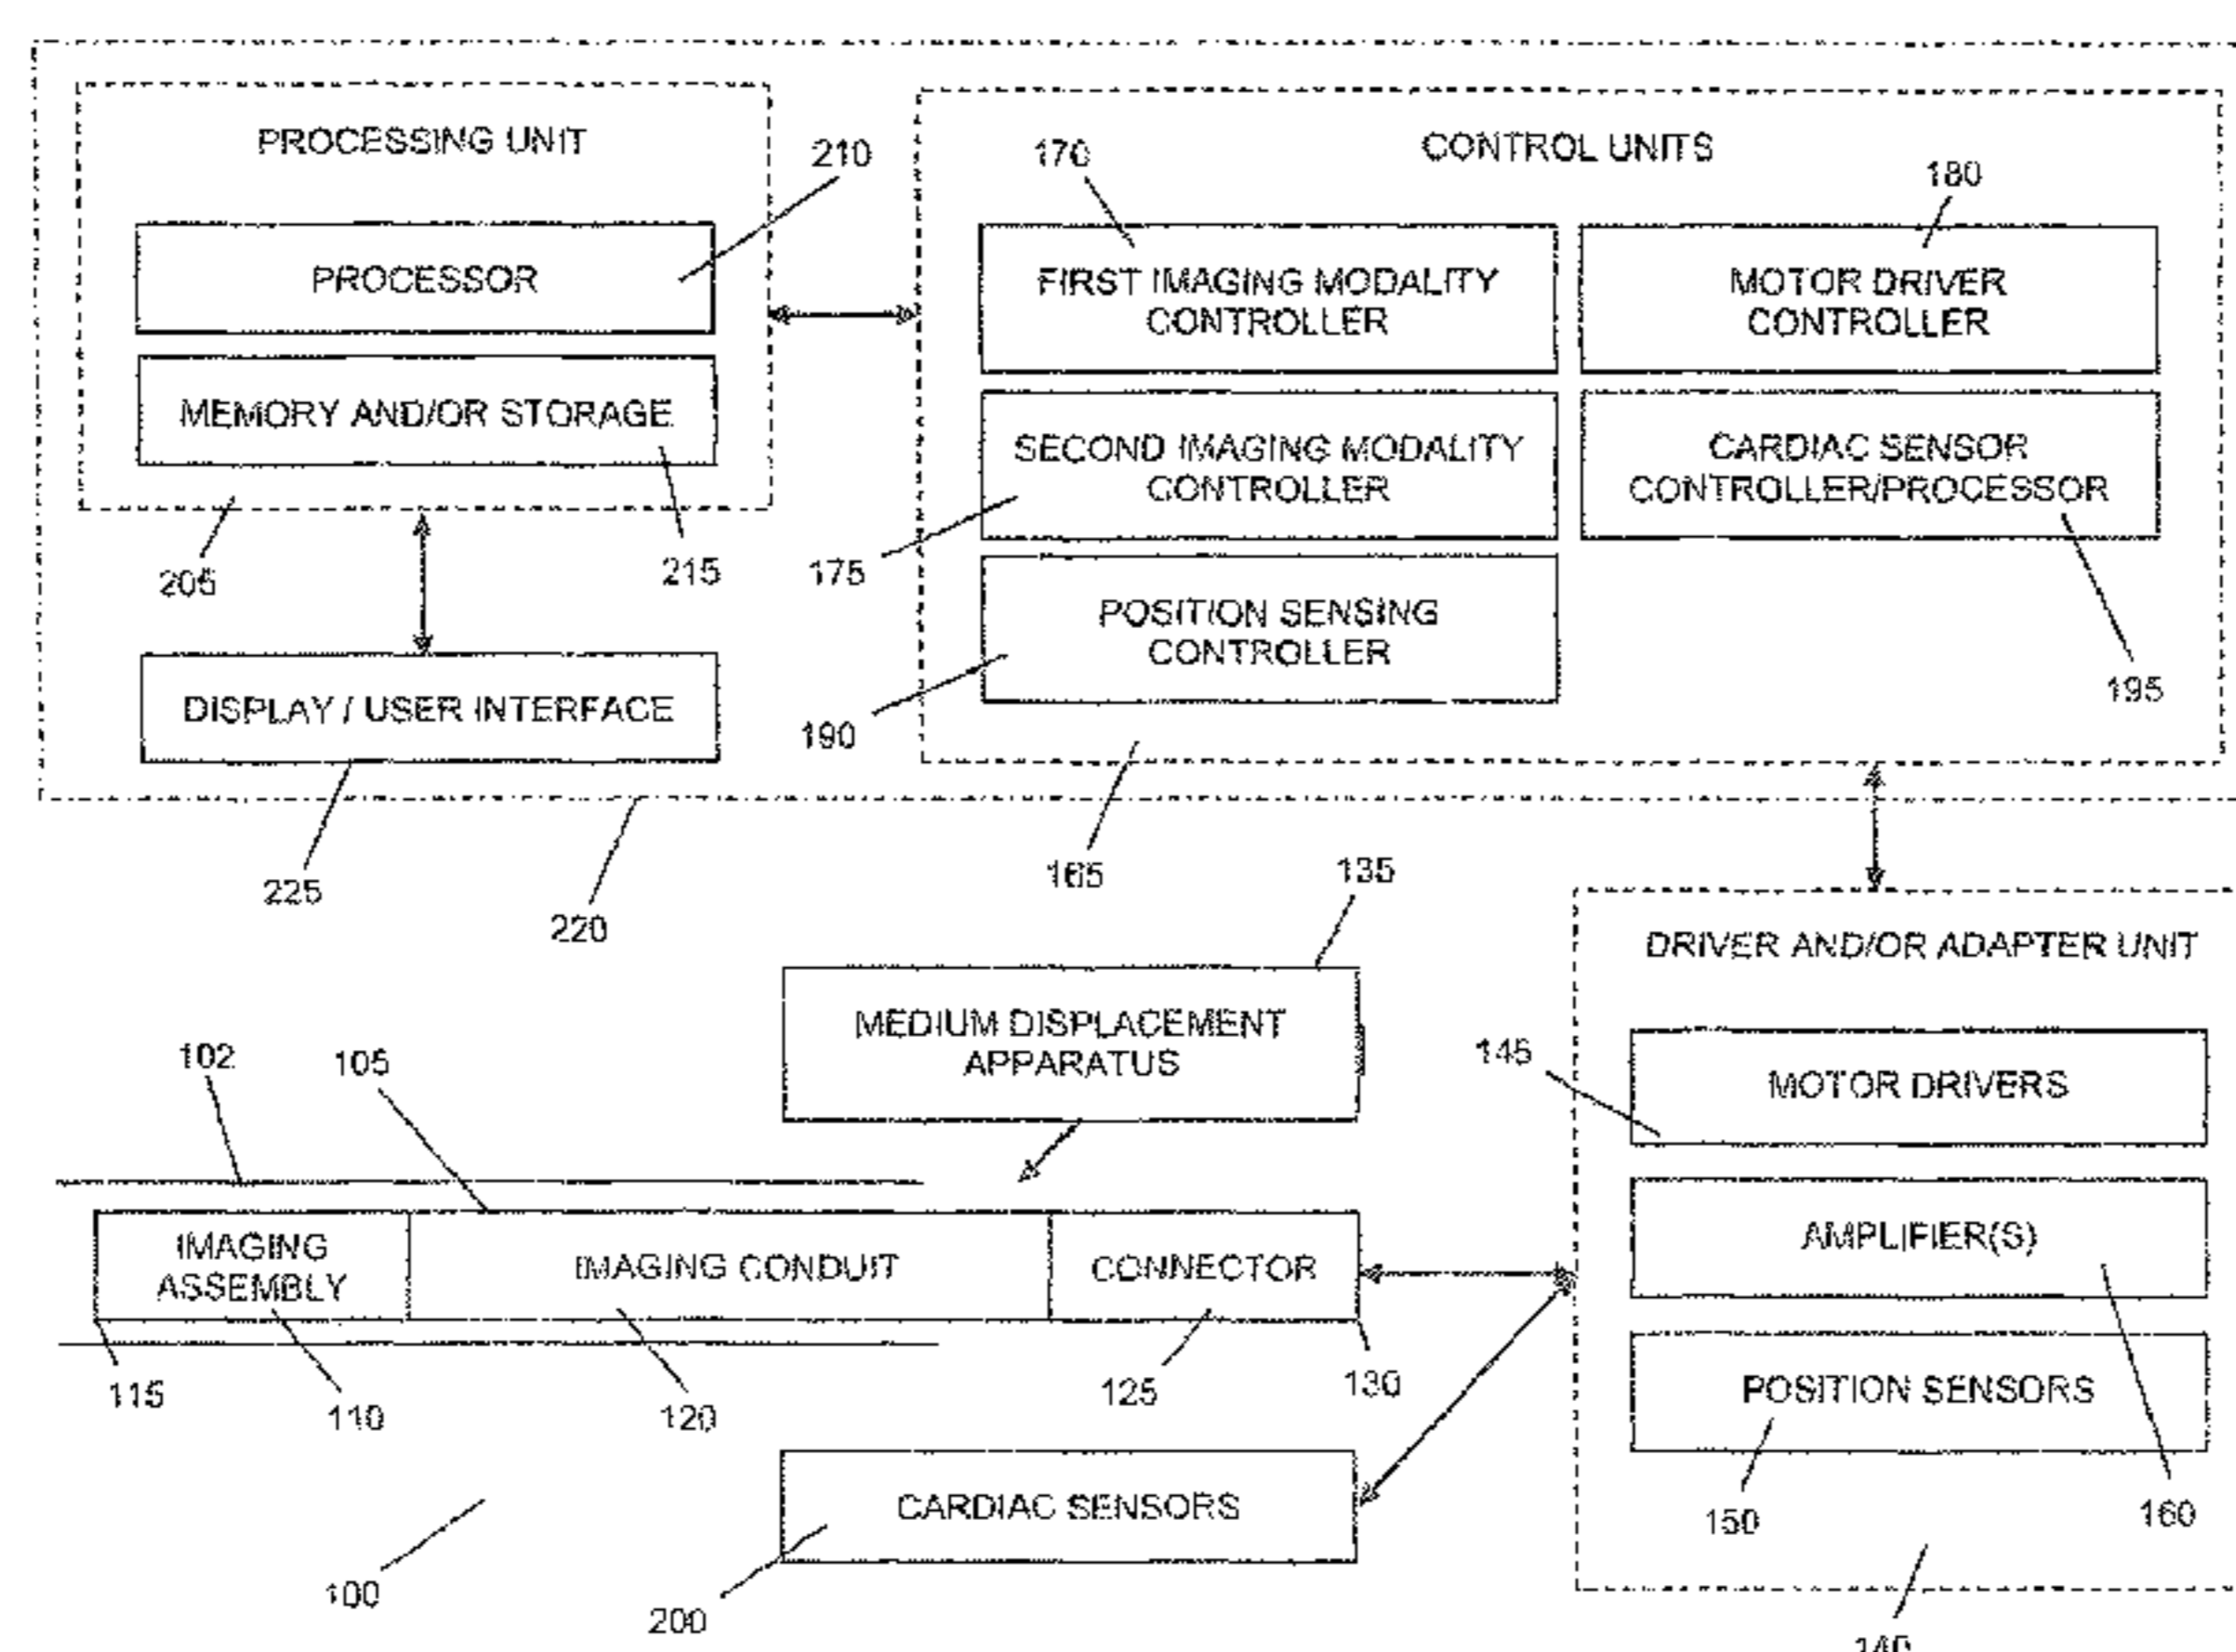 PROCESSING UNIT
210
PROCESSOR
MEMORY AND/OR STORAGE
205
215
DISPLAY / USER INTERFACE
225
220
CONTROL UNITS
170
180
FIRST IMAGING MODALITY
CONTROLLER
MOTOR DRIVER
CONTROLLER
SECOND IMAGING MODALITY
CONTROLLER
CARDIAC SENSOR
CONTROLLER/PROCESSOR
175
POSITION SENSING
CONTROLLER
190
195
165
135
MEDIUM DISPLACEMENT
APPARATUS
DRIVER AND/OR ADAPTER UNIT
145
MOTOR DRIVERS
AMPLIFIER(S)
POSITION SENSORS
150
160
140
102
105
IMAGING
ASSEMBLY
IMAGING CONDUIT
CONNECTOR
115
110
120
125
130
CARDIAC SENSORS
100
200